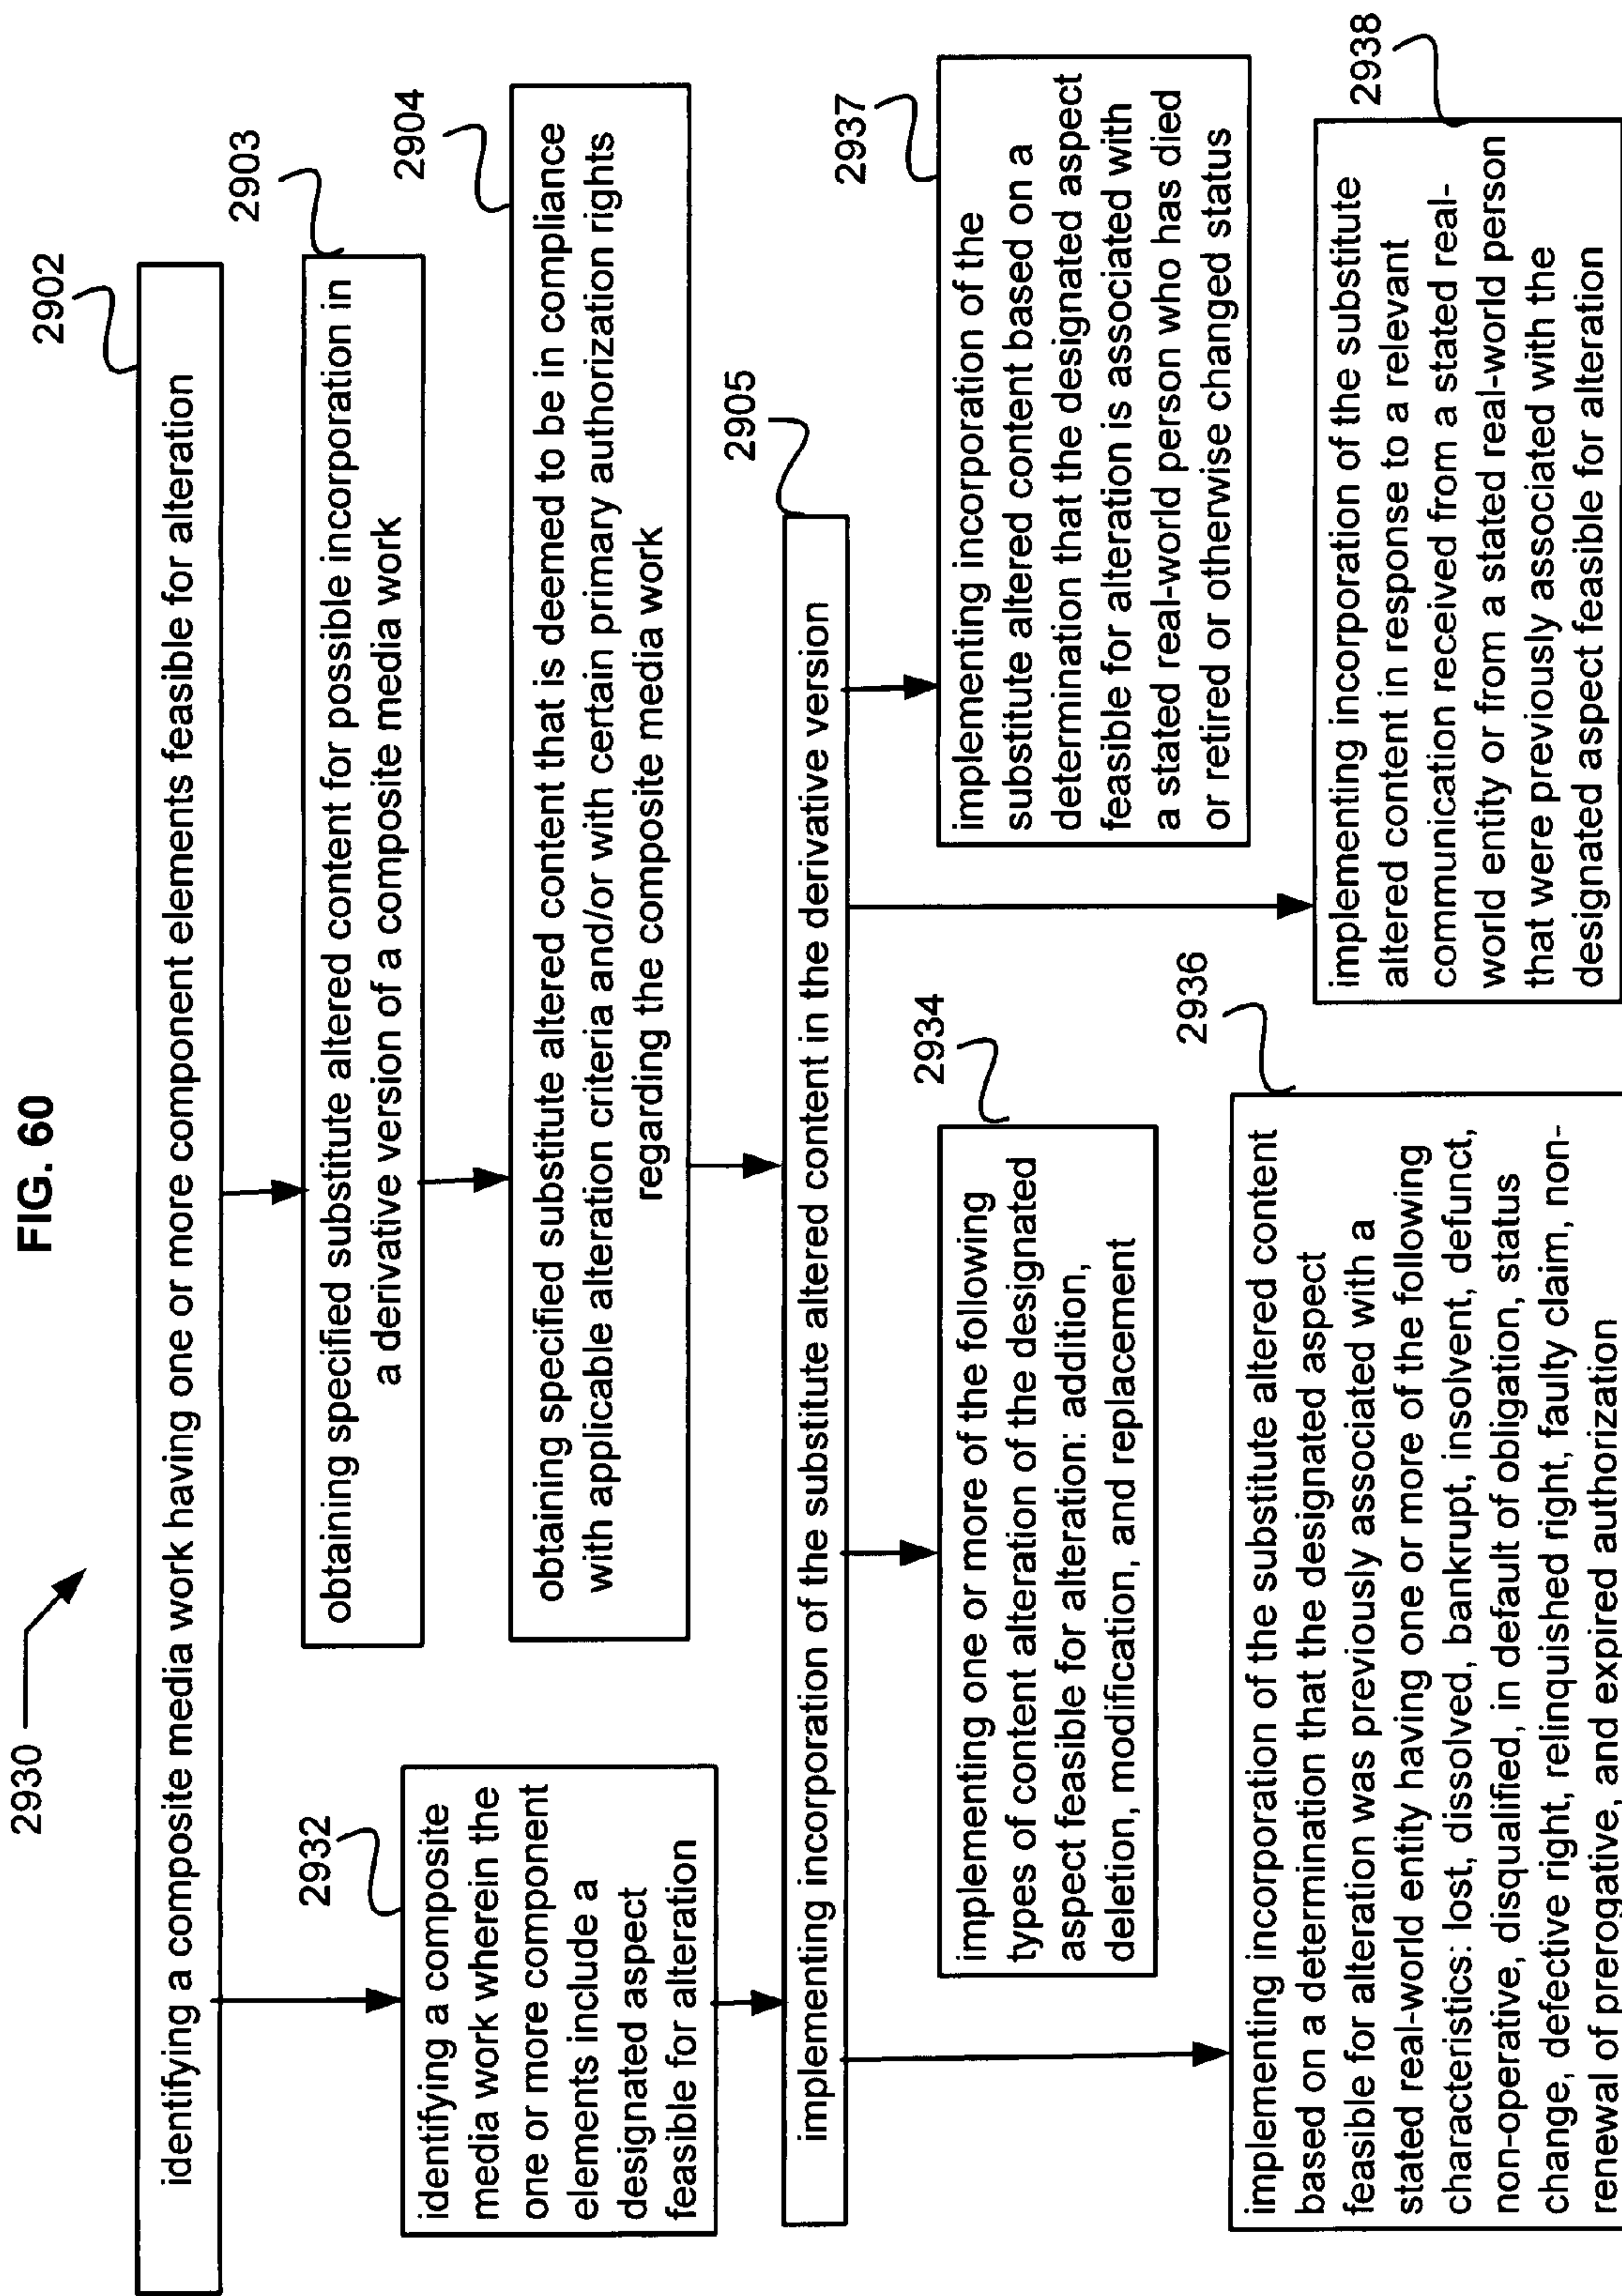 FIG. 60
2930
2902
identifying a composite media work having one or more component elements feasible for alteration
2903
obtaining specified substitute altered content for possible incorporation in
a derivative version of a composite media work
2932
identifying a composite
media work wherein the
one or more component
elements include a
designated aspect
feasible for alteration
2904
obtaining specified substitute altered content that is deemed to be in compliance
with applicable alteration criteria and/or with certain primary authorization rights
regarding the composite media work
2905
implementing incorporation of the substitute altered content in the derivative version
2934
implementing one or more of the following
types of content alteration of the designated
aspect feasible for alteration: addition,
deletion, modification, and replacement
2937
implementing incorporation of the
substitute altered content based on a
determination that the designated aspect
feasible for alteration is associated with
a stated real-world person who has died
or retired or otherwise changed status
2936
implementing incorporation of the substitute altered content
based on a determination that the designated aspect
feasible for alteration was previously associated with a
stated real-world entity having one or more of the following
characteristics: lost, dissolved, bankrupt, insolvent, defunct,
non-operative, disqualified, in default of obligation, status
change, defective right, relinquished right, faulty claim, non-
renewal of prerogative, and expired authorization
2938
implementing incorporation of the substitute
altered content in response to a relevant
communication received from a stated real-
world entity or from a stated real-world person
that were previously associated with the
designated aspect feasible for alteration